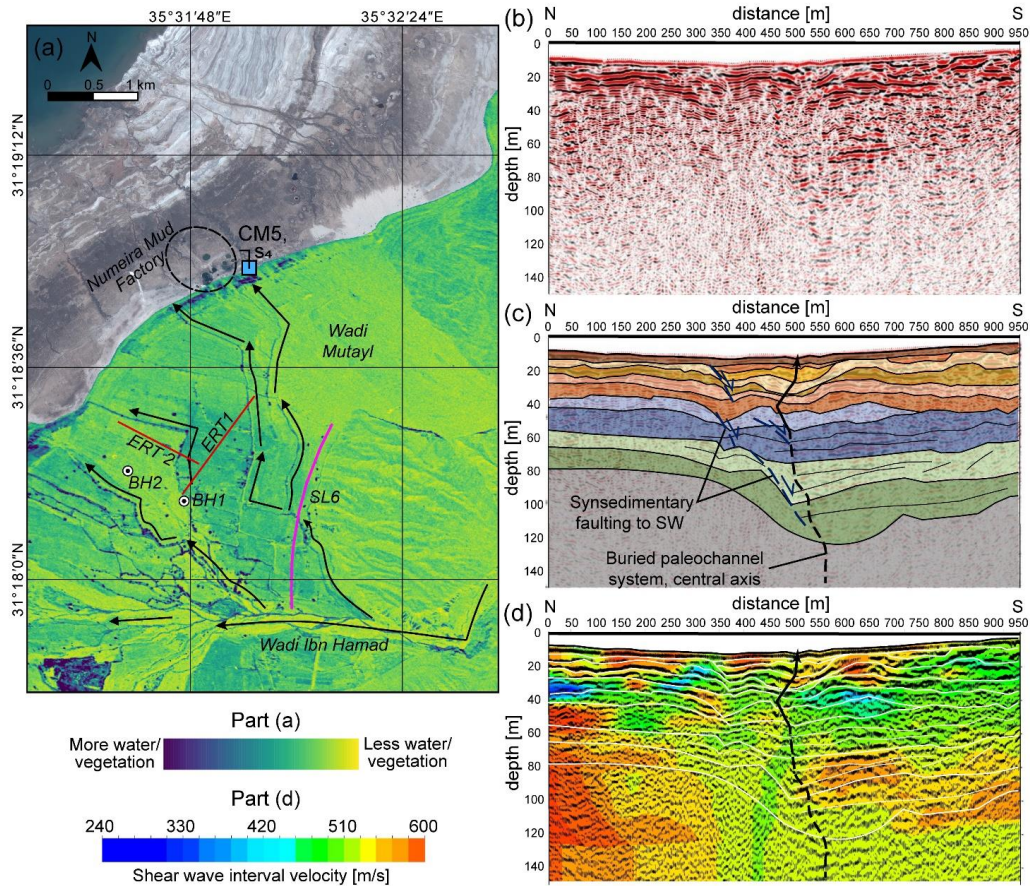 35°31'48"E
35°32'24"E
(a)
N
0 0.5 1 km
31°19'12"N
31°18'36"N
31°18'0"N
Numeira Mud
Factory
CM5,
S4
Wadi
Mutayl
ERT 2
ERT1
BH2
BH1
SL6
Wadi Ibn Hamad
Part (a)
More water/
vegetation
Less water/
vegetation
Part (d)
240 330 420 510 600
Shear wave interval velocity [m/s]
(b)
N distance [m] S
0 50 100 150 200 250 300 350 400 450 500 550 600 650 700 750 800 850 900 950
depth [m]
0
20
40
60
80
100
120
140
(c)
N distance [m] S
0 50 100 150 200 250 300 350 400 450 500 550 600 650 700 750 800 850 900 950
depth [m]
0
20
40
60
80
100
120
140
Synsedimentary
faulting to SW
Buried paleochannel
system, central axis
(d)
N distance [m] S
0 50 100 150 200 250 300 350 400 450 500 550 600 650 700 750 800 850 900 950
depth [m]
0
20
40
60
80
100
120
140